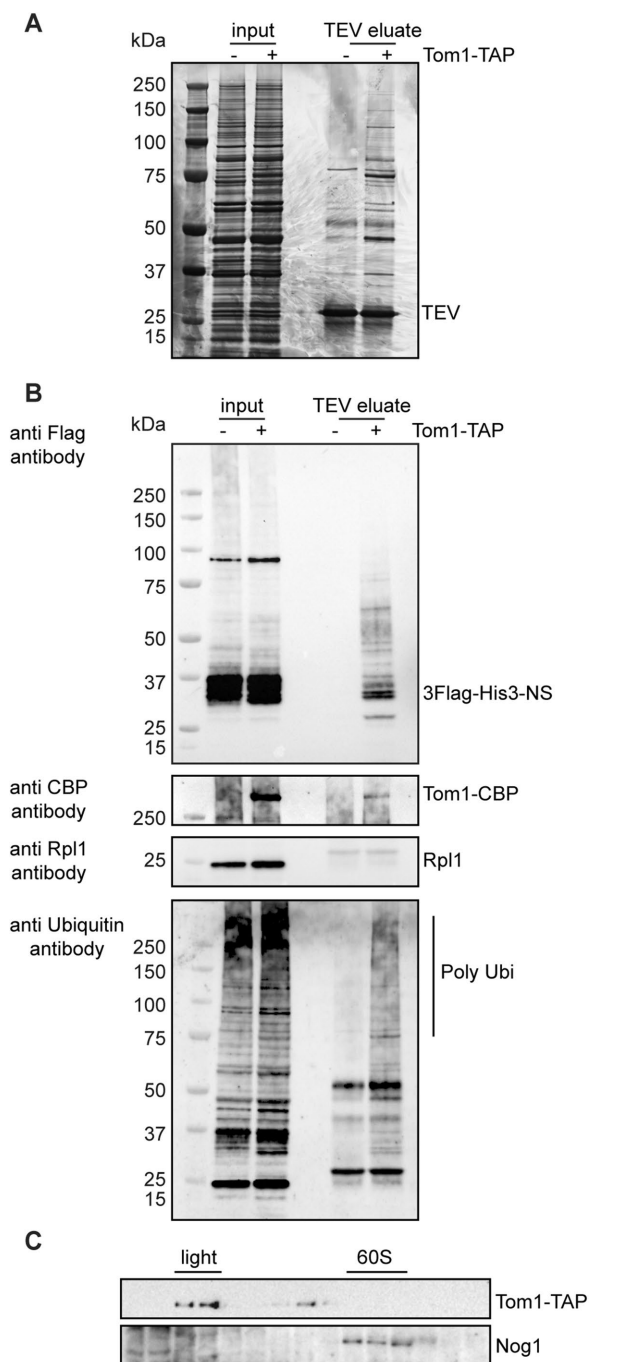 A
input TEV eluate
kDa - + - + Tom1-TAP
250
150
100
75
50
37
25
15
TEV
B
input TEV eluate
anti Flag antibody
kDa - + - + Tom1-TAP
250
150
100
75
50
37
25
15
3Flag-His3-NS
anti CBP antibody
250
Tom1-CBP
anti Rpl1 antibody
25
Rpl1
anti Ubiquitin antibody
250
150
100
75
50
37
25
15
Poly Ubi
C
light 60S
Tom1-TAP
Nog1